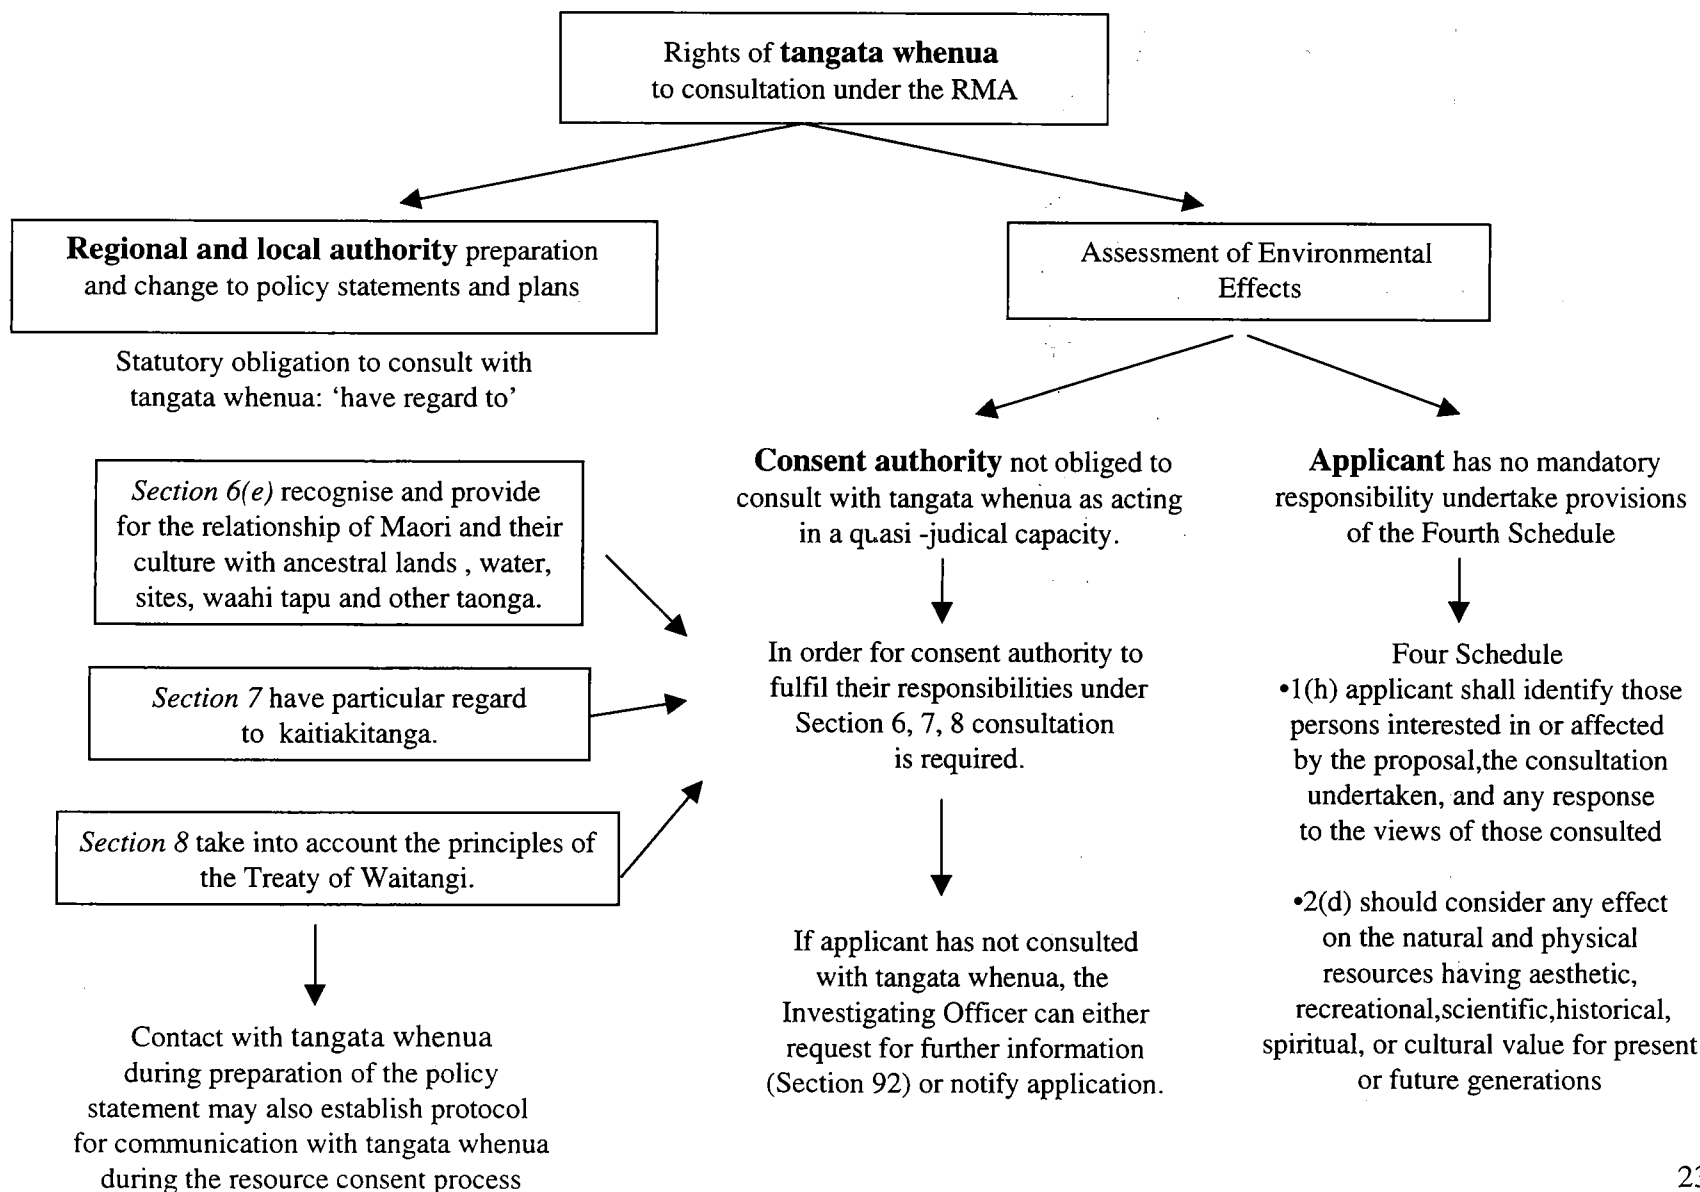 Rights of tangata whenua
to consultation under the RMA
Regional and local authority preparation
and change to policy statements and plans
Statutory obligation to consult with
tangata whenua: ‘have regard to’
Section 6(e) recognise and provide
for the relationship of Maori and their
culture with ancestral lands , water,
sites, waahi tapu and other taonga.
Section 7 have particular regard
to kaitiakitanga.
Section 8 take into account the principles of
the Treaty of Waitangi.
Contact with tangata whenua
during preparation of the policy
statement may also establish protocol
for communication with tangata whenua
during the resource consent process
Assessment of Environmental
Effects
Consent authority not obliged to
consult with tangata whenua as acting
in a quasi -judical capacity.
In order for consent authority to
fulfil their responsibilities under
Section 6, 7, 8 consultation
is required.
If applicant has not consulted
with tangata whenua, the
Investigating Officer can either
request for further information
(Section 92) or notify application.
Applicant has no mandatory
responsibility undertake provisions
of the Fourth Schedule
Four Schedule
•1(h) applicant shall identify those
persons interested in or affected
by the proposal,the consultation
undertaken, and any response
to the views of those consulted
•2(d) should consider any effect
on the natural and physical
resources having aesthetic,
recreational,scientific,historical,
spiritual, or cultural value for present
or future generations